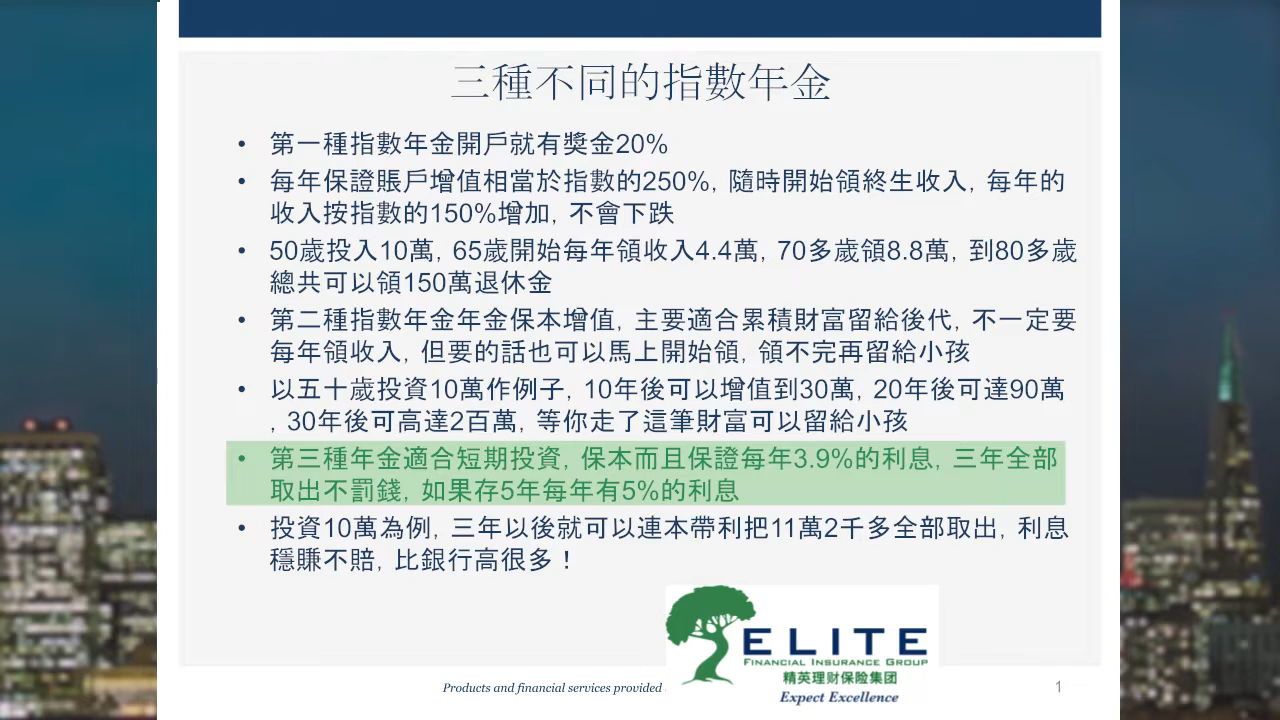 三種不同的指數年金
• 第一種指數年金開戶就有獎金20%
• 每年保證賬戶增值相當於指數的250%, 隨時開始領終生收入, 每年的
收入按指數的150%增加, 不會下跌
• 50歲投入10萬, 65歲開始每年領收入4.4萬, 70多歲領8.8萬, 到80多歲
總共可以領150萬退休金
• 第二種指數年金年金保本增值, 主要適合累積財富留給後代, 不一定要
每年領收入, 但要的話也可以馬上開始領, 領不完再留給小孩
• 以五十歲投資10萬作例子, 10年後可以增值到30萬, 20年後可達90萬
, 30年後可高達2百萬, 等你走了這筆財富可以留給小孩
• 第三種年金適合短期投資, 保本而且保證每年3.9%的利息, 三年全部
取出不罰錢, 如果存5年每年有5%的利息
• 投資10萬為例, 三年以後就可以連本帶利把11萬2千多全部取出, 利息
穩賺不賠, 比銀行高很多！
ELITE
FINANCIAL INSURANCE GROUP
精英理财保险集团
Expect Excellence
Products and financial services provided
1